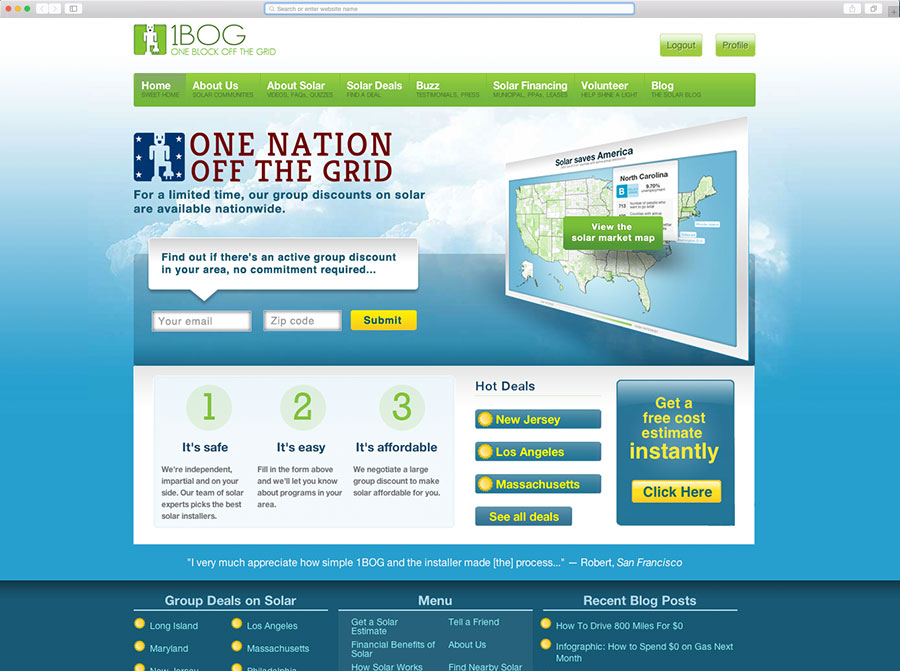 Search or enter website name
1BOG
ONE BLOCK OFF THE GRID
Logout
Profile
Home
SWEET HOME
About Us
SOLAR COMMUNITIES
About Solar
VIDEOS, FAQs, QUIZZES
Solar Deals
FIND A DEAL
Buzz
TESTIMONIALS, PRESS
Solar Financing
MUNICIPAL, PPAs, LEASES
Volunteer
HELP SHINE A LIGHT
Blog
THE SOLAR BLOG
ONE NATION
OFF THE GRID
For a limited time, our group discounts on solar
are available nationwide.
Solar saves America
North Carolina
B
9.70%
unemployment
713
Number of people who
want to go solar
View the
solar market map
Find out if there's an active group discount
in your area, no commitment required...
Your email
Zip code
Submit
1
It's safe
We're independent,
impartial and on your
side. Our team of solar
experts picks the best
solar installers.
2
It's easy
Fill in the form above
and we'll let you know
about programs in your
area.
3
It's affordable
We negotiate a large
group discount to make
solar affordable for you.
Hot Deals
New Jersey
Los Angeles
Massachusetts
See all deals
Get a
free cost
estimate
instantly
Click Here
"I very much appreciate how simple 1BOG and the installer made [the] process..." — Robert, San Francisco
Group Deals on Solar
Long Island
Los Angeles
Maryland
Massachusetts
New Jersey
Philadelphia
Menu
Get a Solar
Estimate
Tell a Friend
Financial Benefits of
Solar
About Us
How Solar Works
Find Nearby Solar
Recent Blog Posts
How To Drive 800 Miles For $0
Infographic: How to Spend $0 on Gas Next
Month